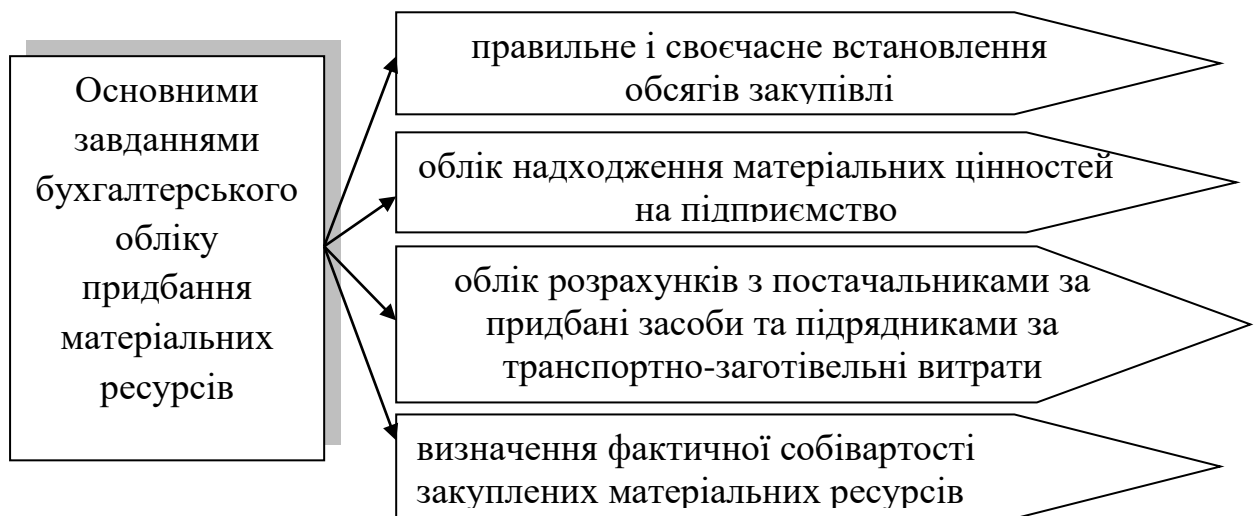 Основними
завданнями
бухгалтерського
обліку
придбання
матеріальних
ресурсів
правильне і своєчасне встановлення
обсягів закупівлі
облік надходження матеріальних цінностей
на підприємство
облік розрахунків з постачальниками за
придбані засоби та підрядниками за
транспортно-заготівельні витрати
визначення фактичної собівартості
закуплених матеріальних ресурсів